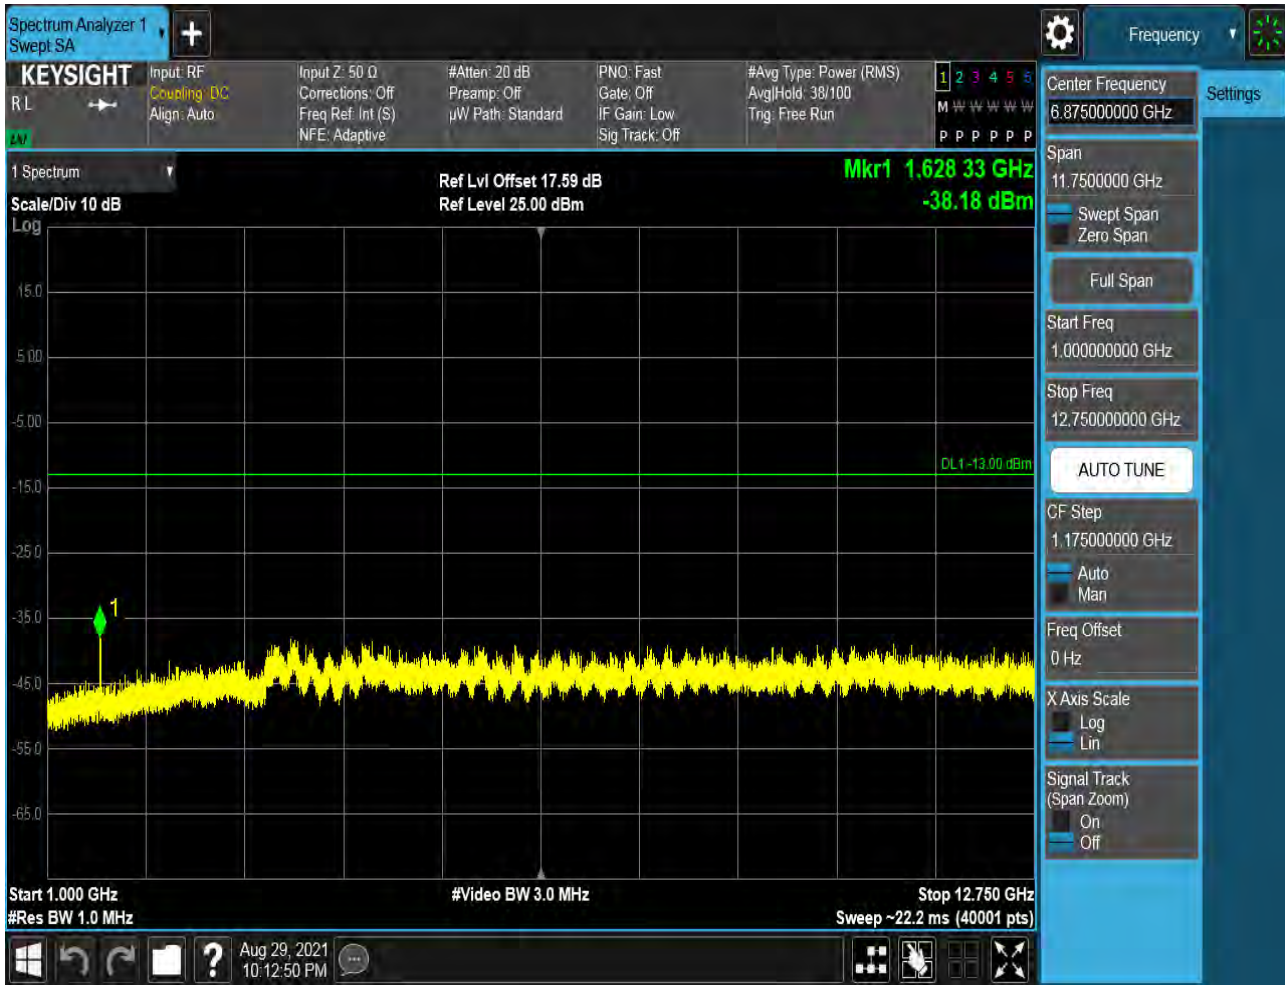 Spectrum Analyzer 1
Swept SA
Frequency
KEYSIGHT
R L
LNI
Input: RF
Coupling: DC
Align: Auto
Input Z: 50 Ω
Corrections: Off
Freq Ref: Int (S)
NFE: Adaptive
#Atten: 20 dB
Preamp: Off
µW Path: Standard
PNO: Fast
Gate: Off
IF Gain: Low
Sig Track: Off
#Avg Type: Power (RMS)
Avg|Hold: 38/100
Trig: Free Run
1 2 3 4 5 6
M W W W W W
P P P P P P
1 Spectrum
Scale/Div 10 dB
Log
Ref Lvl Offset 17.59 dB
Ref Level 25.00 dBm
Mkr1 1.628 33 GHz
-38.18 dBm
15.0
5.00
-5.00
DL1 -13.00 dBm
-15.0
-25.0
1
-35.0
-45.0
-55.0
-65.0
Start 1.000 GHz
#Res BW 1.0 MHz
#Video BW 3.0 MHz
Stop 12.750 GHz
Sweep ~22.2 ms (40001 pts)
Center Frequency
6.875000000 GHz
Settings
Span
11.7500000 GHz
Swept Span
Zero Span
Full Span
Start Freq
1.000000000 GHz
Stop Freq
12.750000000 GHz
AUTO TUNE
CF Step
1.175000000 GHz
Auto
Man
Freq Offset
0 Hz
X Axis Scale
Log
Lin
Signal Track
(Span Zoom)
On
Off
?
Aug 29, 2021
10:12:50 PM